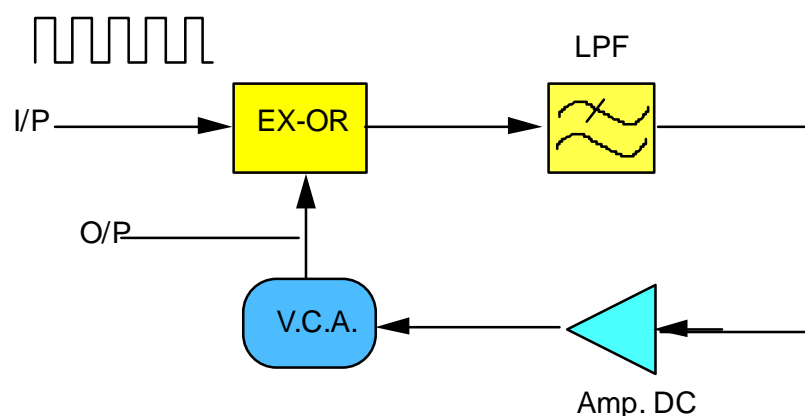 LPF
I/P
EX-OR
O/P
V.C.A.
Amp. DC